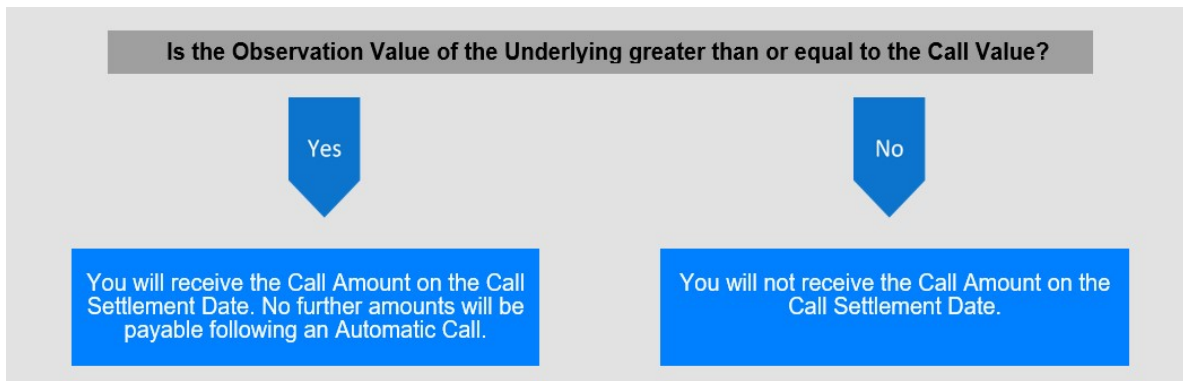 Is the Observation Value of the Underlying greater than or equal to the Call Value?
Yes
No
You will receive the Call Amount on the Call
Settlement Date. No further amounts will be
payable following an Automatic Call.
You will not receive the Call Amount on the
Call Settlement Date.